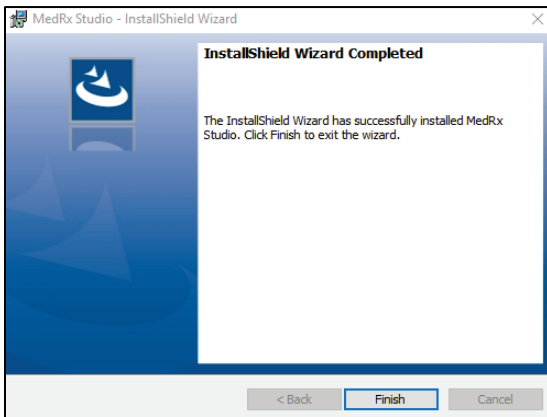 MedRx Studio - InstallShield Wizard
InstallShield Wizard Completed
The InstallShield Wizard has successfully installed MedRx
Studio. Click Finish to exit the wizard.
< Back Finish Cancel